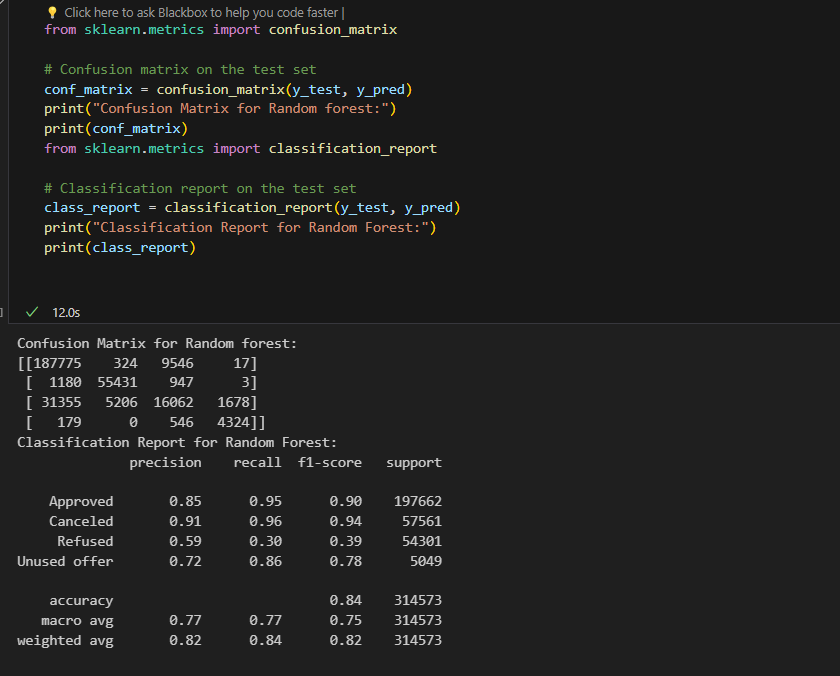 💡 Click here to ask Blackbox to help you code faster |
from sklearn.metrics import confusion_matrix
# Confusion matrix on the test set
conf_matrix = confusion_matrix(y_test, y_pred)
print("Confusion Matrix for Random forest:")
print(conf_matrix)
from sklearn.metrics import classification_report
# Classification report on the test set
class_report = classification_report(y_test, y_pred)
print("Classification Report for Random Forest:")
print(class_report)
] ✓ 12.0s
Confusion Matrix for Random forest:
[[187775    324   9546     17]
 [  1180  55431    947      3]
 [ 31355   5206  16062   1678]
 [   179      0    546   4324]]
Classification Report for Random Forest:
              precision    recall  f1-score   support
    Approved       0.85      0.95      0.90    197662
    Canceled       0.91      0.96      0.94     57561
     Refused       0.59      0.30      0.39     54301
Unused offer       0.72      0.86      0.78      5049
    accuracy                           0.84    314573
   macro avg       0.77      0.77      0.75    314573
weighted avg       0.82      0.84      0.82    314573